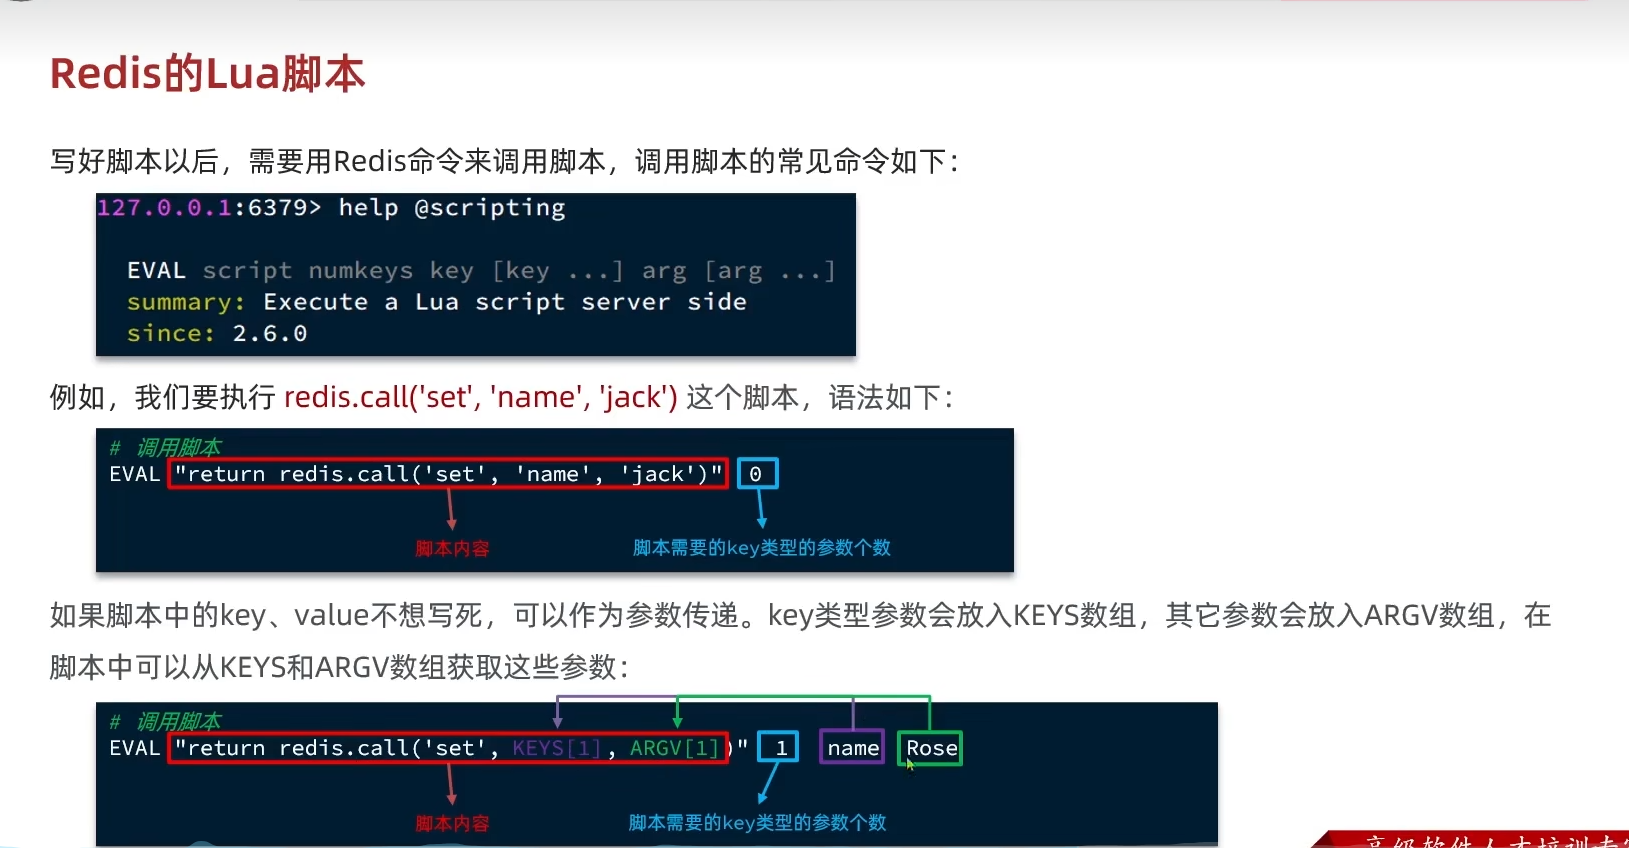 Redis的Lua脚本
写好脚本以后，需要用Redis命令来调用脚本，调用脚本的常见命令如下：
127.0.0.1:6379> help @scripting
EVAL script numkeys key [key ...] arg [arg ...]
summary: Execute a Lua script server side
since: 2.6.0
例如，我们要执行 redis.call('set', 'name', 'jack') 这个脚本，语法如下：
# 调用脚本
EVAL "return redis.call('set', 'name', 'jack')" 0
脚本内容 脚本需要的key类型的参数个数
如果脚本中的key、value不想写死，可以作为参数传递。key类型参数会放入KEYS数组，其它参数会放入ARGV数组，在
脚本中可以从KEYS和ARGV数组获取这些参数：
# 调用脚本
EVAL "return redis.call('set', KEYS[1], ARGV[1])" 1 name Rose
脚本内容 脚本需要的key类型的参数个数
高级软件人才培训专